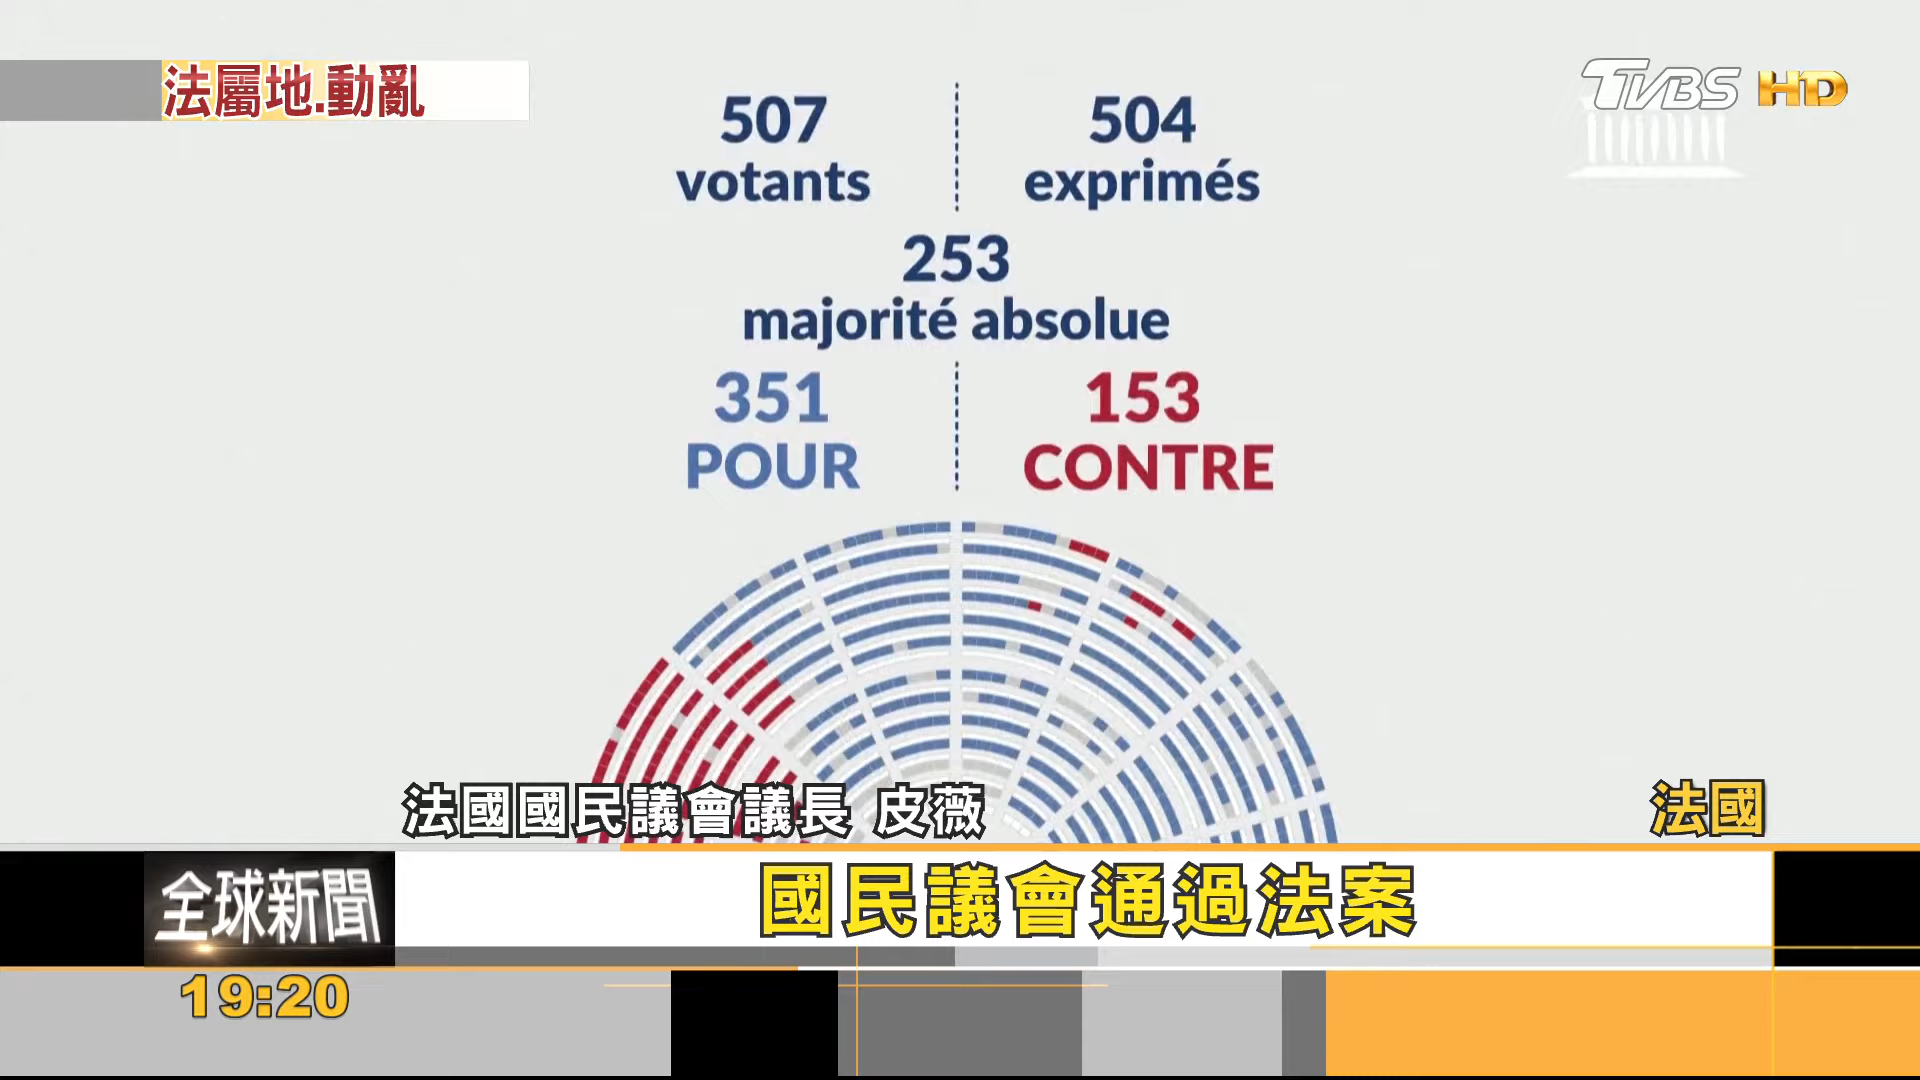 法屬地.動亂
TVBS HD
507
votants
504
exprimés
253
majorité absolue
351
POUR
153
CONTRE
法國國民議會議長 皮薇
法國
全球新聞
國民議會通過法案
19:20